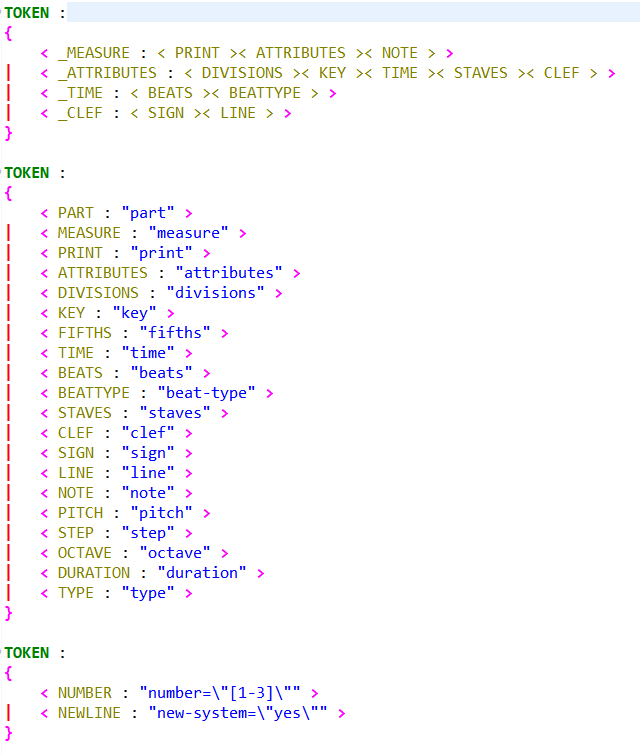 TOKEN :
{
    < _MEASURE : < PRINT >< ATTRIBUTES >< NOTE > >
|   < _ATTRIBUTES : < DIVISIONS >< KEY >< TIME >< STAVES >< CLEF > >
|   < _TIME : < BEATS >< BEATTYPE > >
|   < _CLEF : < SIGN >< LINE > >
}
TOKEN :
{
    < PART : "part" >
|   < MEASURE : "measure" >
|   < PRINT : "print" >
|   < ATTRIBUTES : "attributes" >
|   < DIVISIONS : "divisions" >
|   < KEY : "key" >
|   < FIFTHS : "fifths" >
|   < TIME : "time" >
|   < BEATS : "beats" >
|   < BEATTYPE : "beat-type" >
|   < STAVES : "staves" >
|   < CLEF : "clef" >
|   < SIGN : "sign" >
|   < LINE : "line" >
|   < NOTE : "note" >
|   < PITCH : "pitch" >
|   < STEP : "step" >
|   < OCTAVE : "octave" >
|   < DURATION : "duration" >
|   < TYPE : "type" >
}
TOKEN :
{
    < NUMBER : "number=\"[1-3]\"" >
|   < NEWLINE : "new-system=\"yes\"" >
}